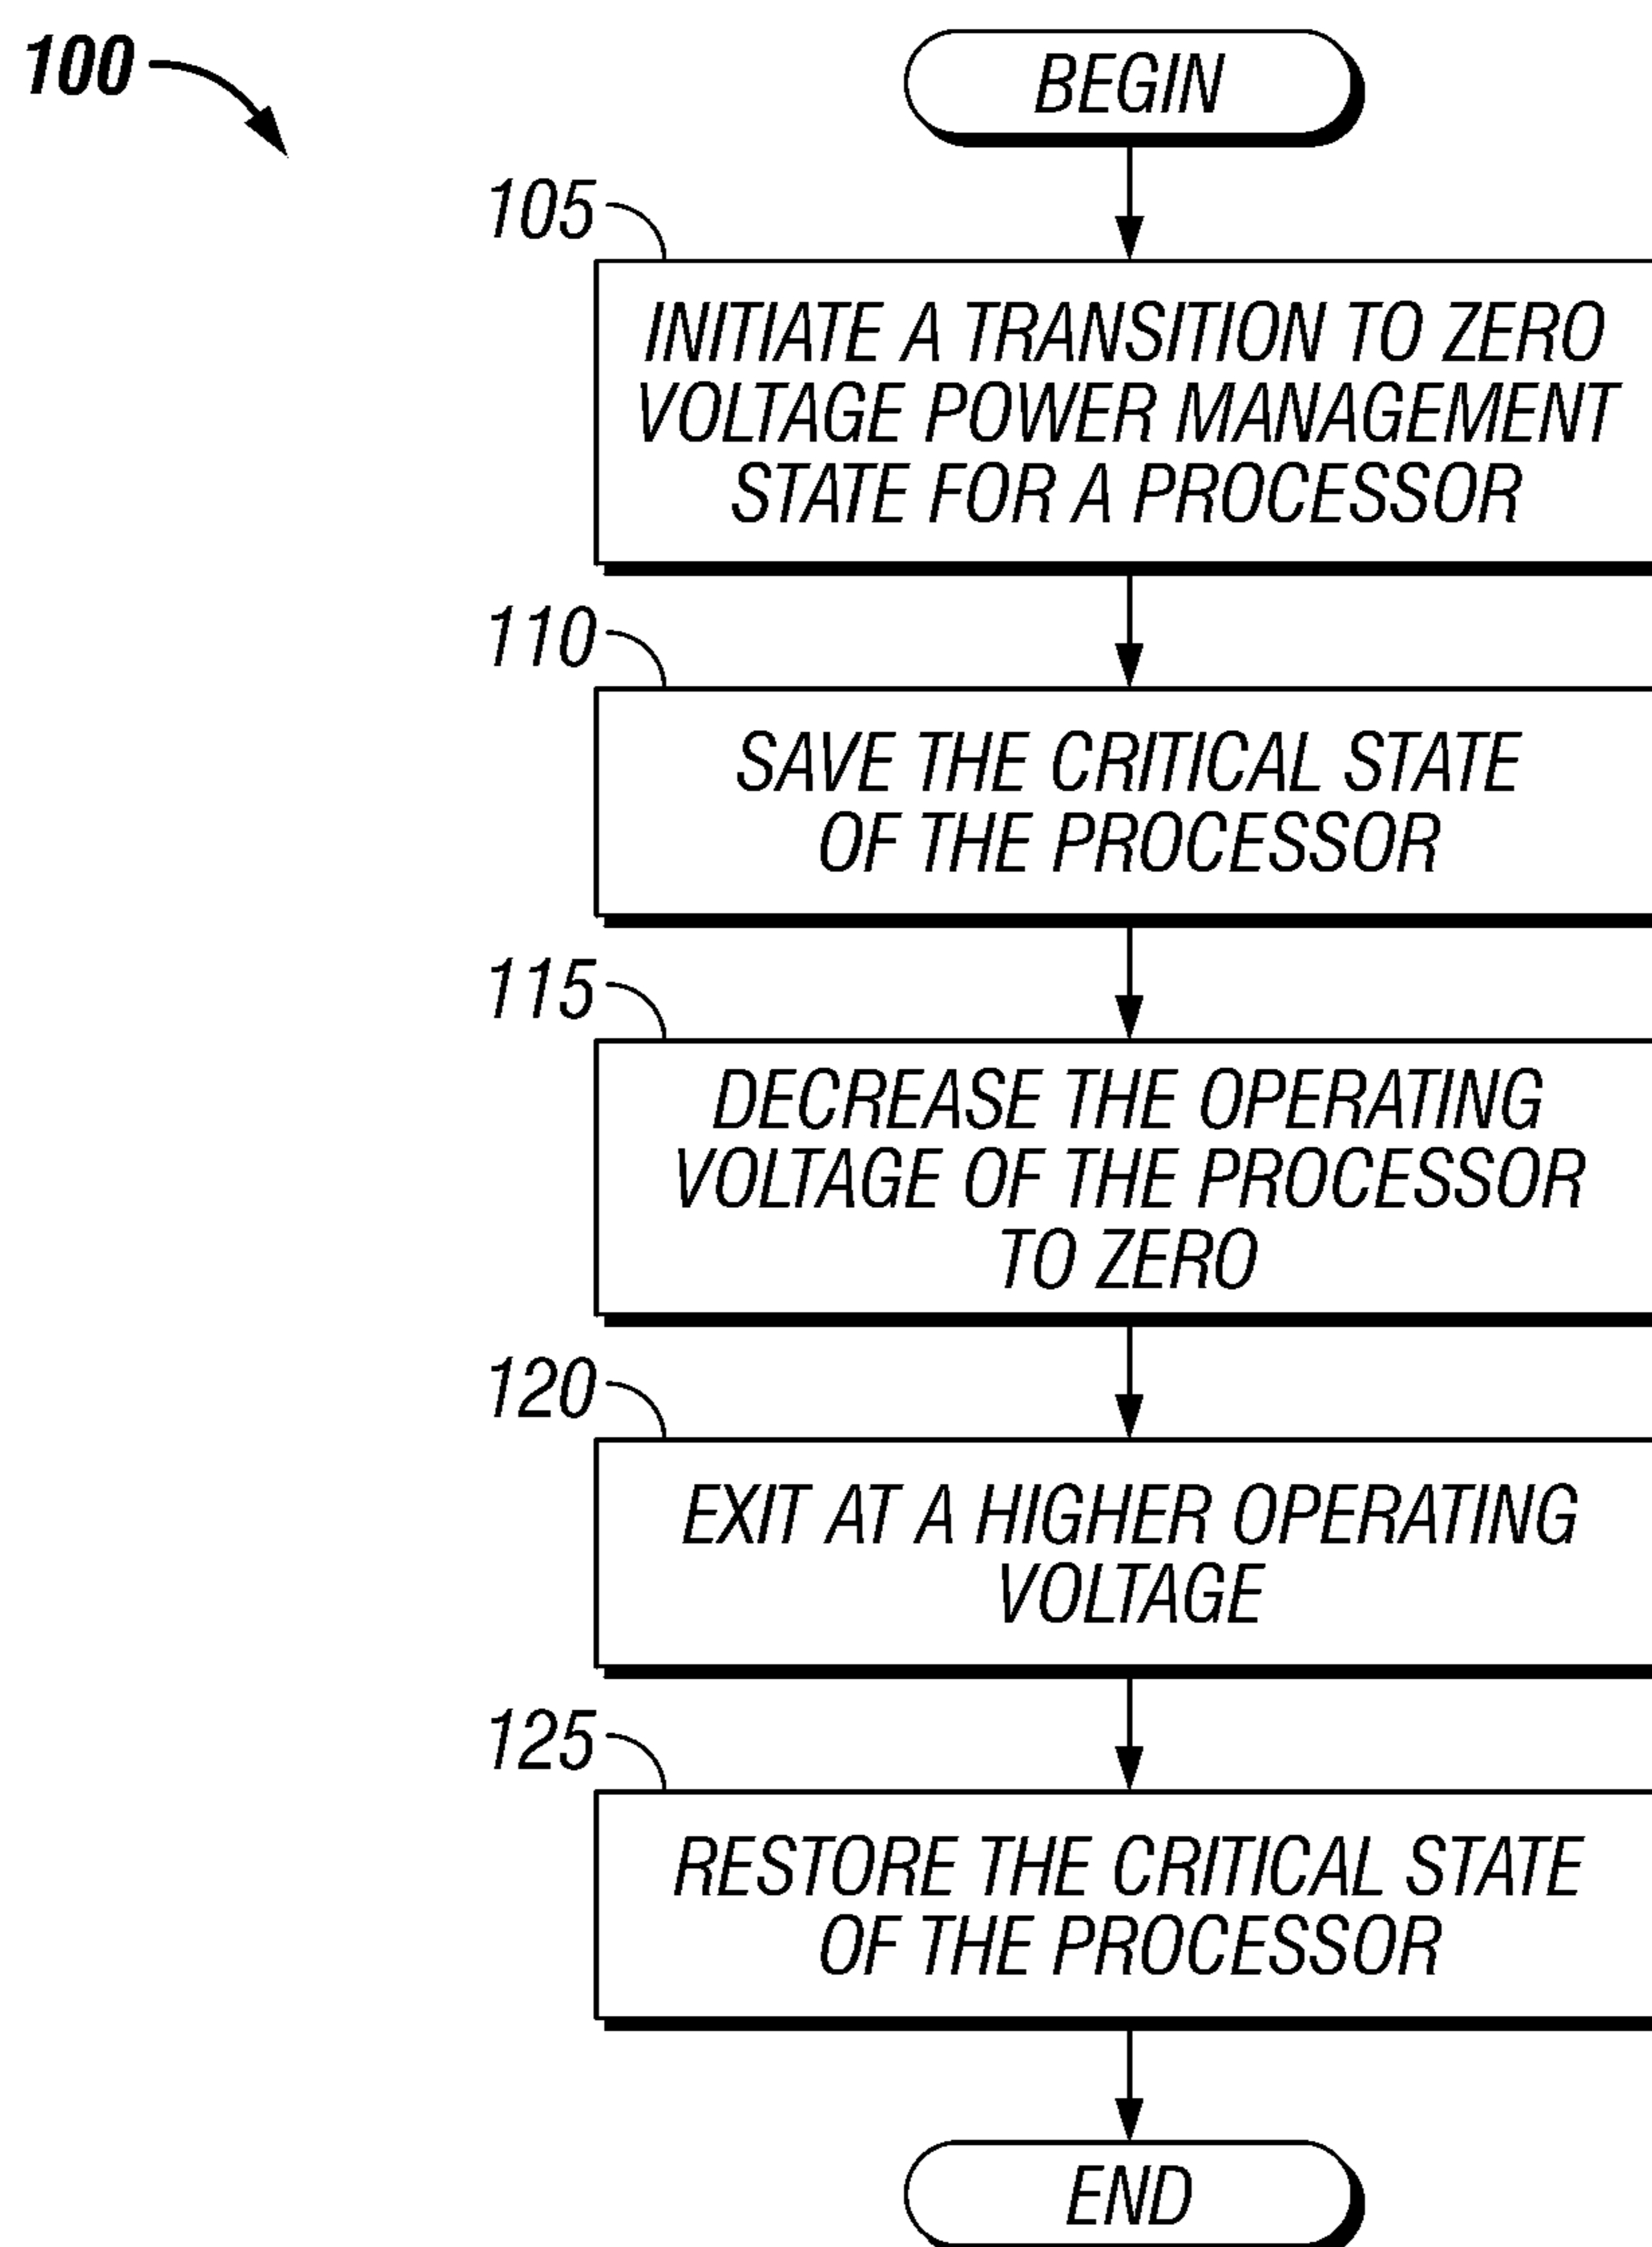 100
BEGIN
105
INITIATE A TRANSITION TO ZERO
VOLTAGE POWER MANAGEMENT
STATE FOR A PROCESSOR
110
SAVE THE CRITICAL STATE
OF THE PROCESSOR
115
DECREASE THE OPERATING
VOLTAGE OF THE PROCESSOR
TO ZERO
120
EXIT AT A HIGHER OPERATING
VOLTAGE
125
RESTORE THE CRITICAL STATE
OF THE PROCESSOR
END